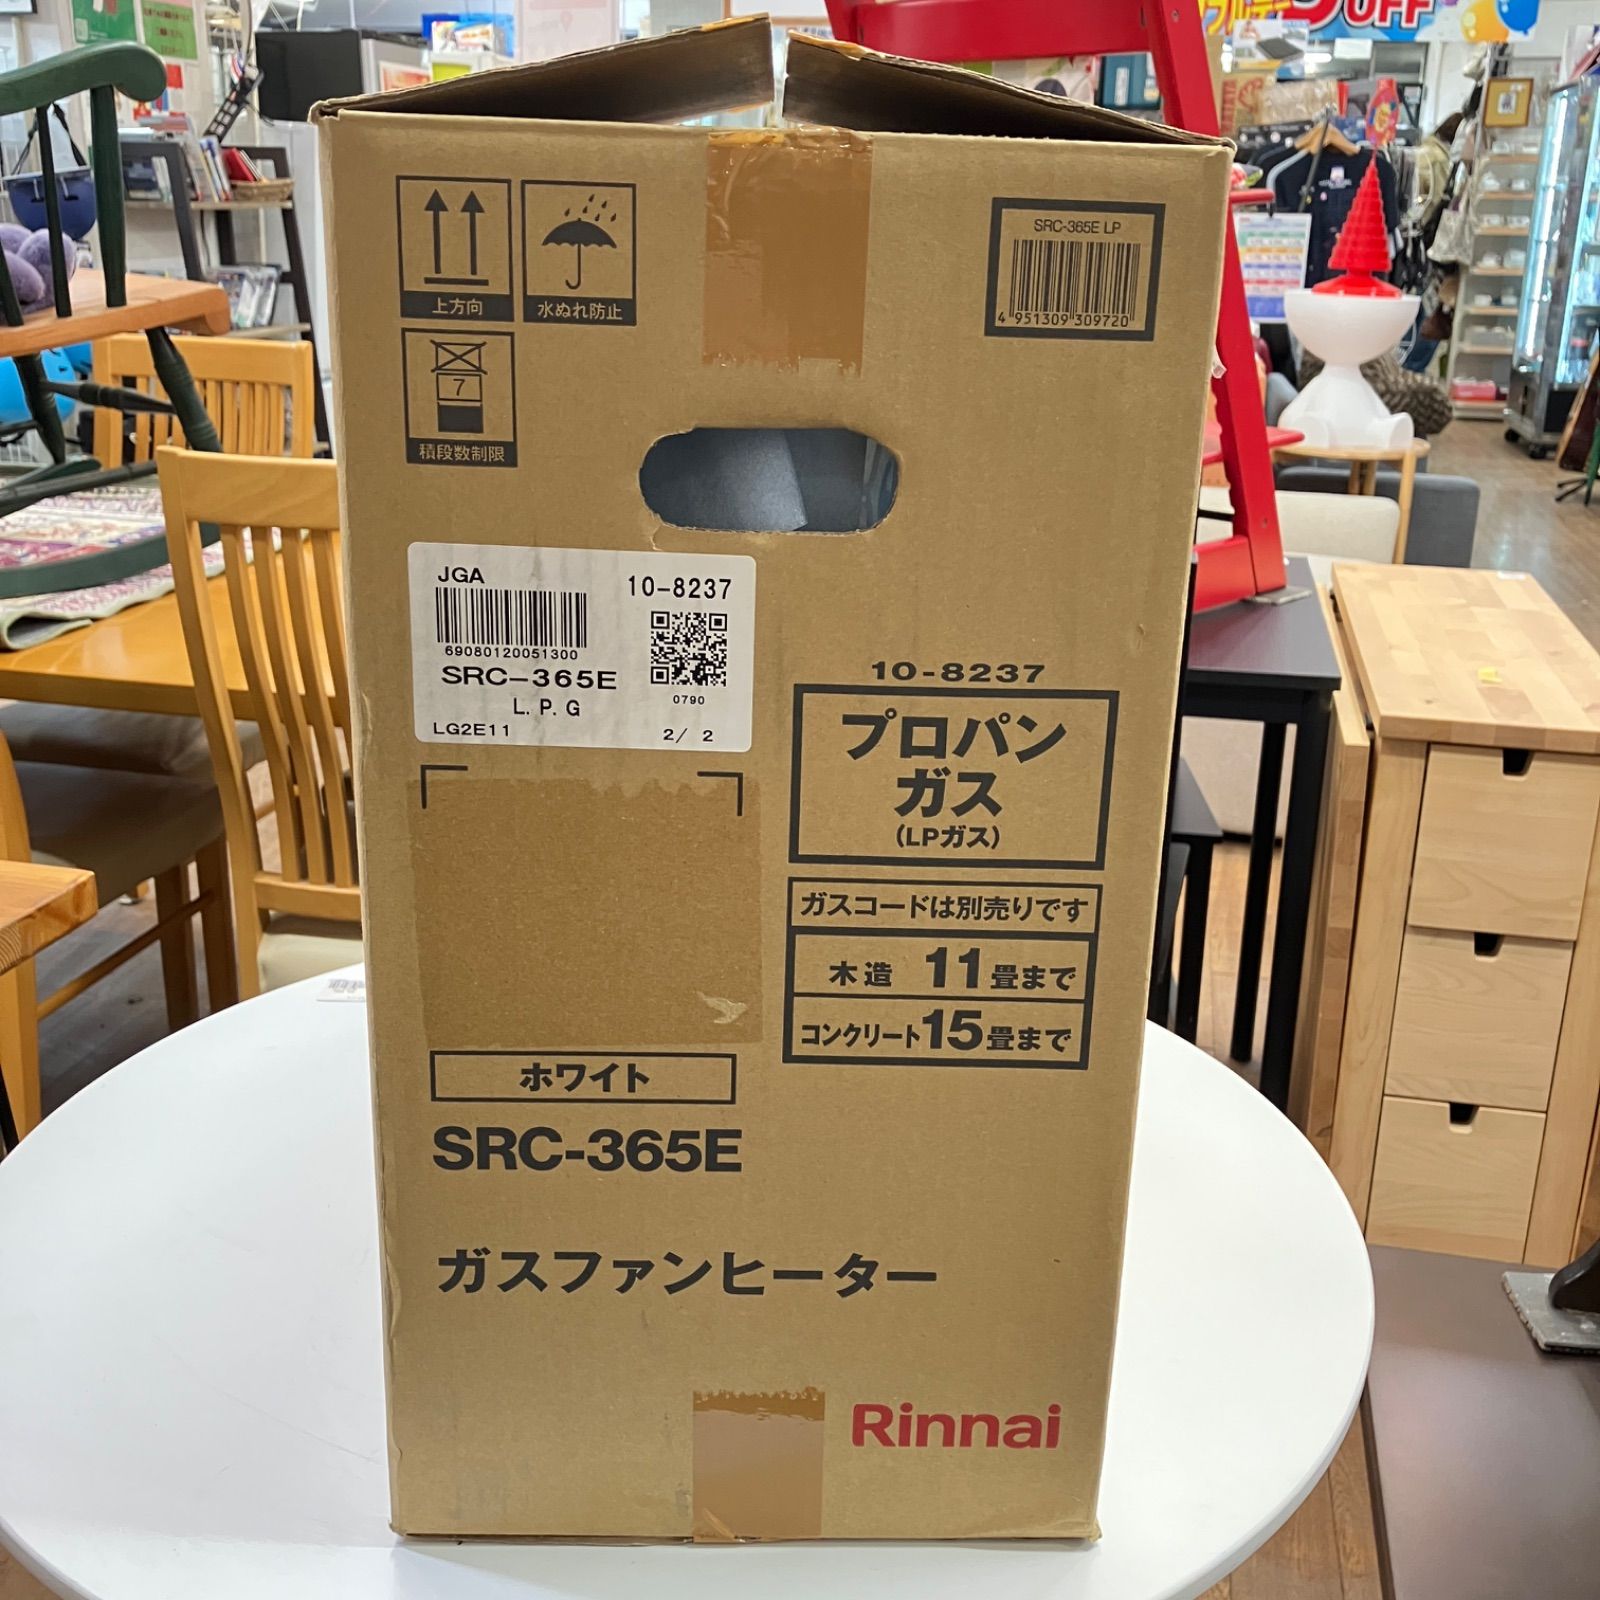 OFF
上方向
水ぬれ防止
7
積段数制限
SRC-365E LP
4 951309 309720
JGA
10-8237
69080120051300
SRC-365E
0790
L.P.G
LG2E11
2/ 2
10-8237
プロパン
ガス
(LPガス)
ガスコードは別売りです
木造 11畳まで
コンクリート15畳まで
ホワイト
SRC-365E
ガスファンヒーター
Rinnai